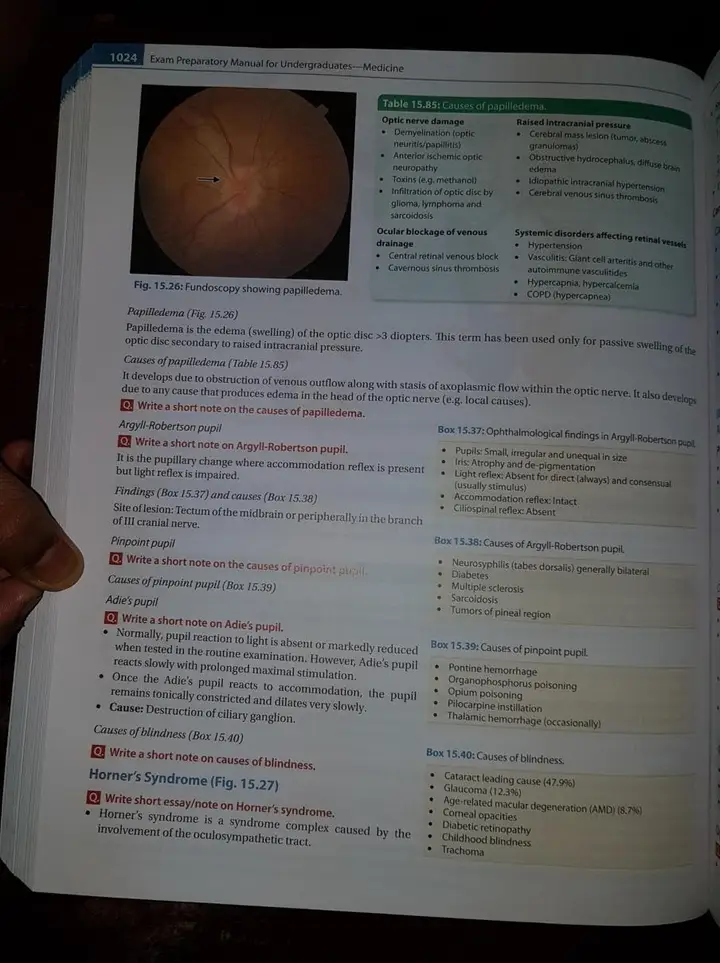 1024 Exam Preparatory Manual for Undergraduates—Medicine
Fig. 15.26: Fundoscopy showing papilledema.
Table 15.85: Causes of papilledema.
Optic nerve damage
• Demyelination (optic
neuritis/papillitis)
• Anterior ischemic optic
neuropathy
• Toxins (e.g. methanol)
• Infiltration of optic disc by
glioma, lymphoma and
sarcoidosis
Raised intracranial pressure
• Cerebral mass lesion (tumor, abscess
granulomas)
• Obstructive hydrocephalus, diffuse brain
edema
• Idiopathic intracranial hypertension
• Cerebral venous sinus thrombosis
Ocular blockage of venous
drainage
• Central retinal venous block
• Cavernous sinus thrombosis
Systemic disorders affecting retinal vessels
• Hypertension
• Vasculitis: Giant cell arteritis and other
autoimmune vasculitides
• Hypercapnia, hypercalcemia
• COPD (hypercapnea)
Papilledema (Fig. 15.26)
Papilledema is the edema (swelling) of the optic disc >3 diopters. This term has been used only for passive swelling of the
optic disc secondary to raised intracranial pressure.
Causes of papilledema (Table 15.85)
It develops due to obstruction of venous outflow along with stasis of axoplasmic flow within the optic nerve. It also develops
due to any cause that produces edema in the head of the optic nerve (e.g. local causes).
Q. Write a short note on the causes of papilledema.
Argyll-Robertson pupil
Q. Write a short note on Argyll-Robertson pupil.
It is the pupillary change where accommodation reflex is present
but light reflex is impaired.
Findings (Box 15.37) and causes (Box 15.38)
Site of lesion: Tectum of the midbrain or peripherally in the branch
of III cranial nerve.
Pinpoint pupil
Q. Write a short note on the causes of pinpoint pupil.
Causes of pinpoint pupil (Box 15.39)
Adie's pupil
Q. Write a short note on Adie's pupil.
• Normally, pupil reaction to light is absent or markedly reduced
when tested in the routine examination. However, Adie's pupil
reacts slowly with prolonged maximal stimulation.
• Once the Adie's pupil reacts to accommodation, the pupil
remains tonically constricted and dilates very slowly.
• Cause: Destruction of ciliary ganglion.
Causes of blindness (Box 15.40)
Q. Write a short note on causes of blindness.
Horner's Syndrome (Fig. 15.27)
Q. Write short essay/note on Horner's syndrome.
• Horner's syndrome is a syndrome complex caused by the
involvement of the oculosympathetic tract.
Box 15.37: Ophthalmological findings in Argyll-Robertson pupil.
• Pupils: Small, irregular and unequal in size
• Iris: Atrophy and de-pigmentation
• Light reflex: Absent for direct (always) and consensual
(usually stimulus)
• Accommodation reflex: Intact
• Ciliospinal reflex: Absent
Box 15.38: Causes of Argyll-Robertson pupil.
• Neurosyphilis (tabes dorsalis) generally bilateral
• Diabetes
• Multiple sclerosis
• Sarcoidosis
• Tumors of pineal region
Box 15.39: Causes of pinpoint pupil.
• Pontine hemorrhage
• Organophosphorus poisoning
• Opium poisoning
• Pilocarpine instillation
• Thalamic hemorrhage (occasionally)
Box 15.40: Causes of blindness.
• Cataract leading cause (47.9%)
• Glaucoma (12.3%)
• Age-related macular degeneration (AMD) (8.7%)
• Corneal opacities
• Diabetic retinopathy
• Childhood blindness
• Trachoma